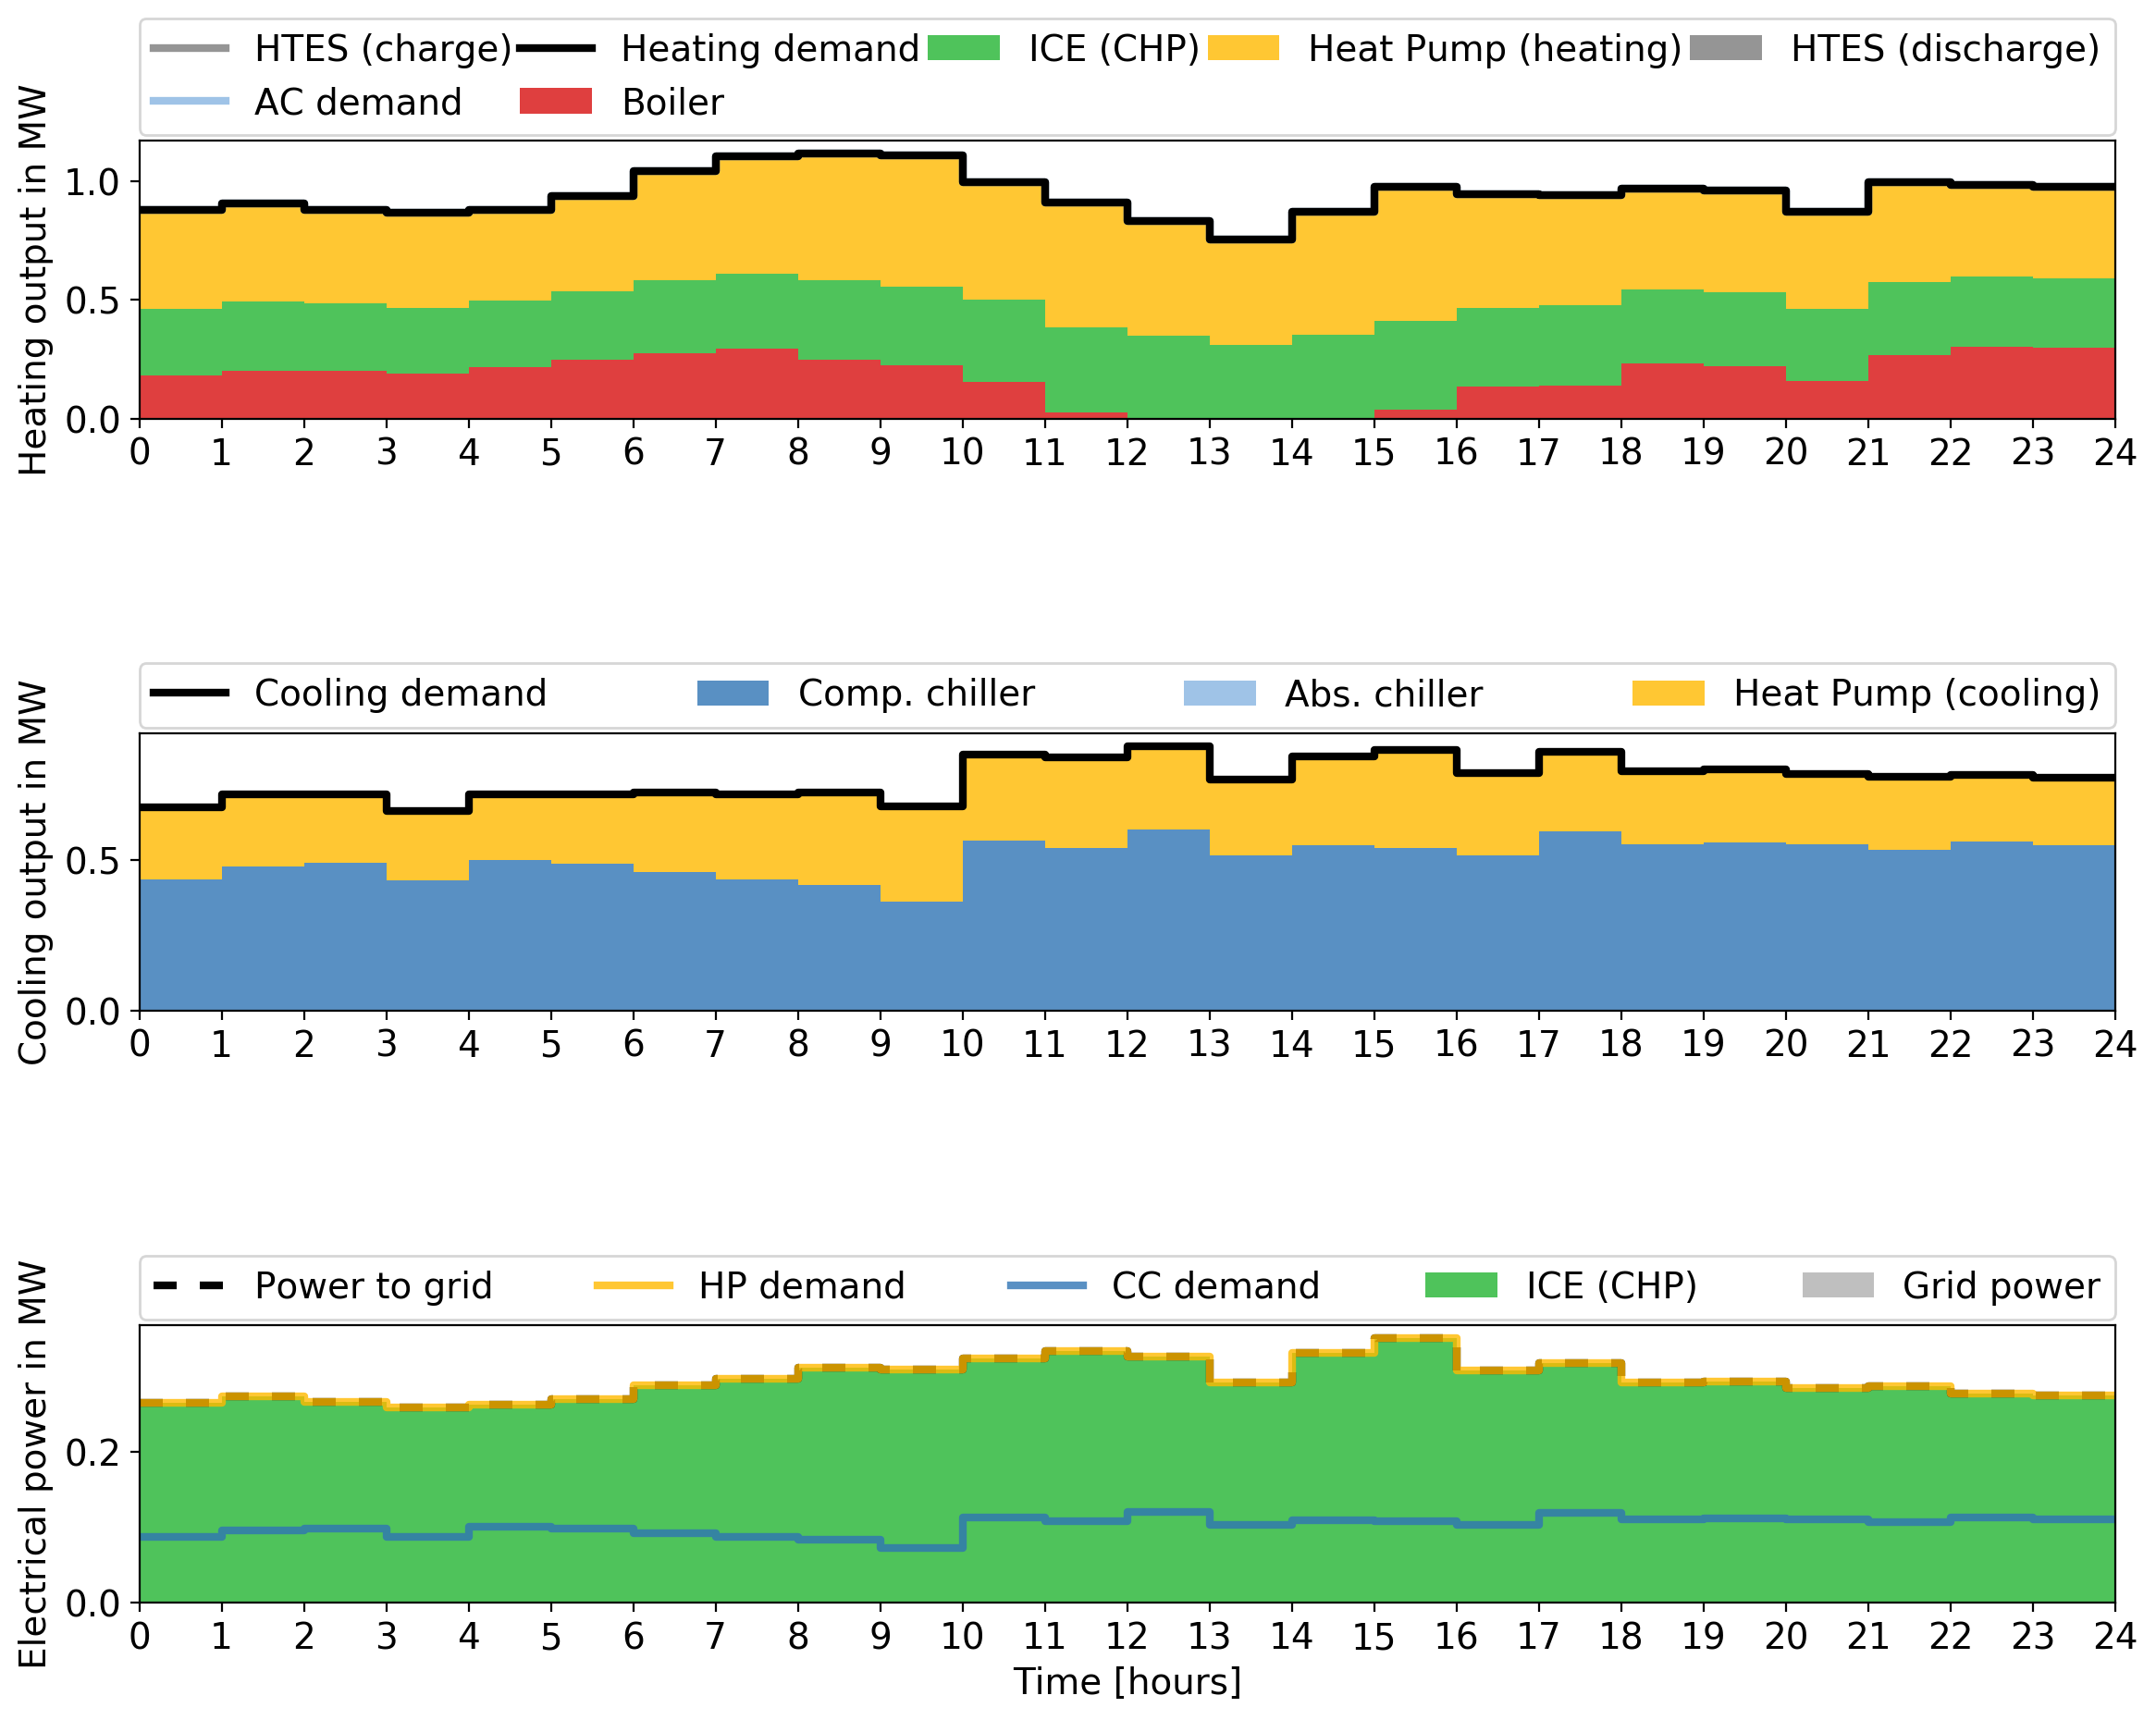 HTES (charge) Heating demand ICE (CHP) Heat Pump (heating) HTES (discharge)
AC demand Boiler
Heating output in MW
1.0
0.5
0.0
0 1 2 3 4 5 6 7 8 9 10 11 12 13 14 15 16 17 18 19 20 21 22 23 24
Cooling demand Comp. chiller Abs. chiller Heat Pump (cooling)
Cooling output in MW
0.5
0.0
0 1 2 3 4 5 6 7 8 9 10 11 12 13 14 15 16 17 18 19 20 21 22 23 24
Power to grid HP demand CC demand ICE (CHP) Grid power
Electrical power in MW
0.2
0.0
0 1 2 3 4 5 6 7 8 9 10 11 12 13 14 15 16 17 18 19 20 21 22 23 24
Time [hours]